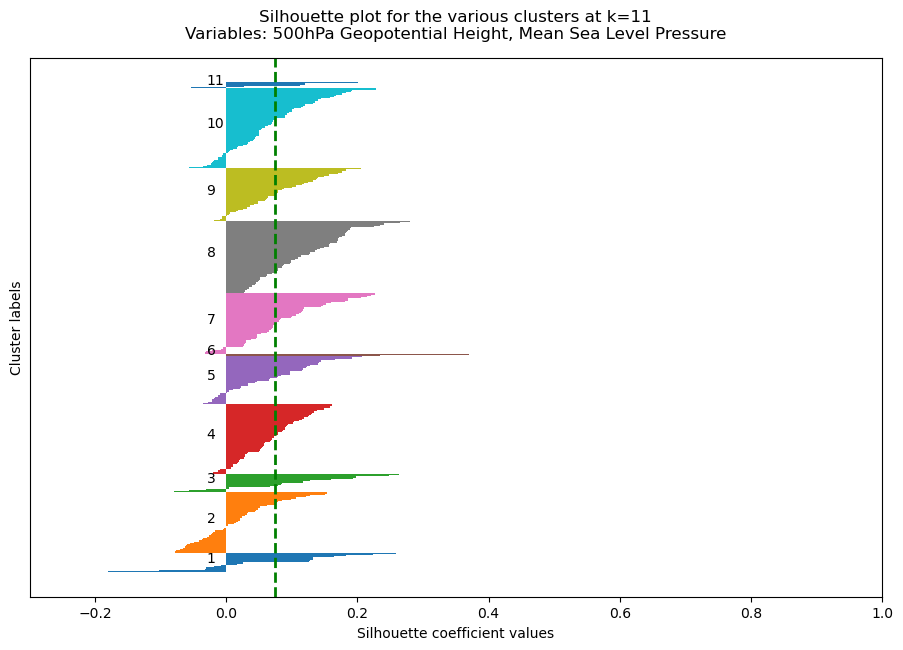 Silhouette plot for the various clusters at k=11
Variables: 500hPa Geopotential Height, Mean Sea Level Pressure
Cluster labels
11
10
9
8
7
6
5
4
3
2
1
−0.2 0.0 0.2 0.4 0.6 0.8 1.0
Silhouette coefficient values